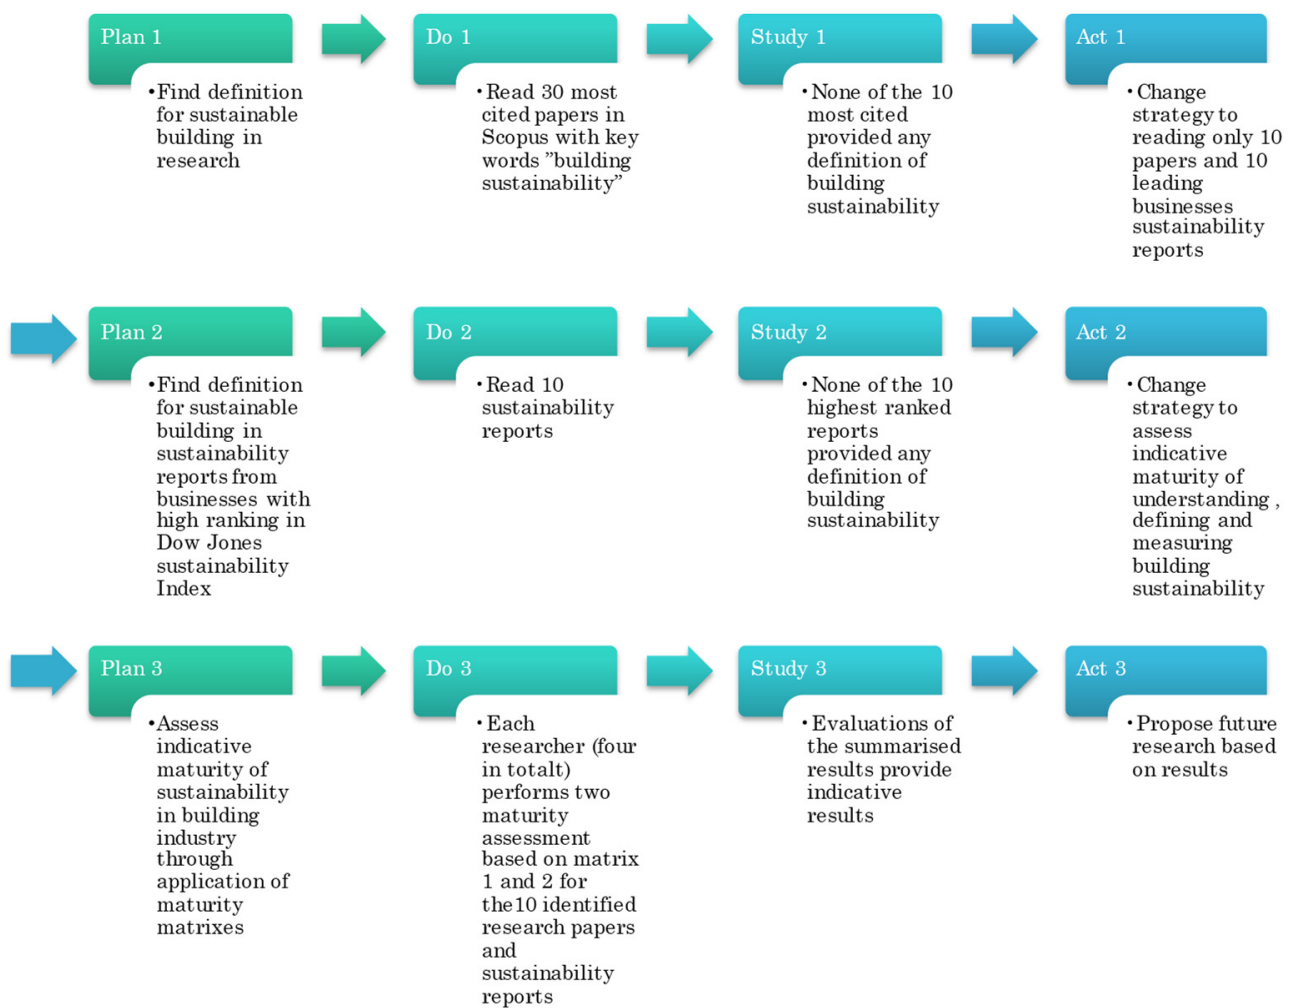 Plan 1
•Find definition
for sustainable
building in
research
Do 1
•Read 30 most
cited papers in
Scopus with key
words ”building
sustainability”
Study 1
•None of the 10
most cited
provided any
definition of
building
sustainability
Act 1
•Change
strategy to
reading only 10
papers and 10
leading
businesses
sustainability
reports
Plan 2
•Find definition
for sustainable
building in
sustainability
reports from
businesses with
high ranking in
Dow Jones
sustainability
Index
Do 2
•Read 10
sustainability
reports
Study 2
•None of the 10
highest ranked
reports
provided any
definition of
building
sustainability
Act 2
•Change
strategy to
assess
indicative
maturity of
understanding ,
defining and
measuring
building
sustainability
Plan 3
•Assess
indicative
maturity of
sustainability
in building
industry
through
application of
maturity
matrixes
Do 3
•Each
researcher (four
in totalt)
performs two
maturity
assessment
based on matrix
1 and 2 for
the10 identified
research papers
and
sustainability
reports
Study 3
•Evaluations of
the summarised
results provide
indicative
results
Act 3
•Propose future
research based
on results